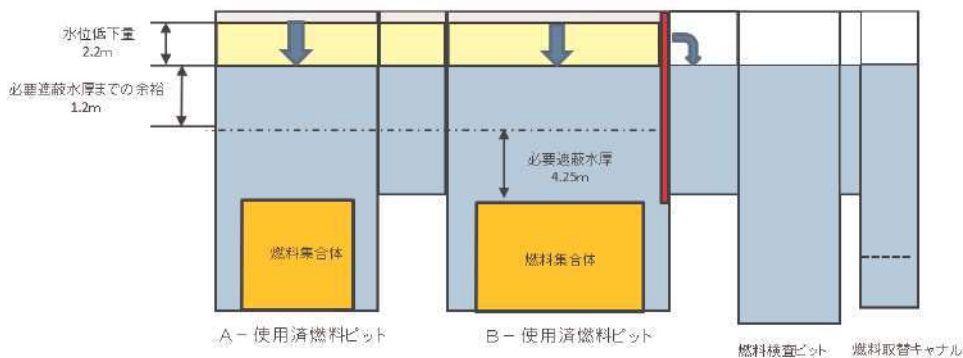 水位低下量
2.2m
必要遮蔽水厚までの余裕
1.2m
必要遮蔽水厚
4.25m
燃料集合体
燃料集合体
A－使用済燃料ピット
B－使用済燃料ピット
燃料検査ピット
燃料取替キャナル